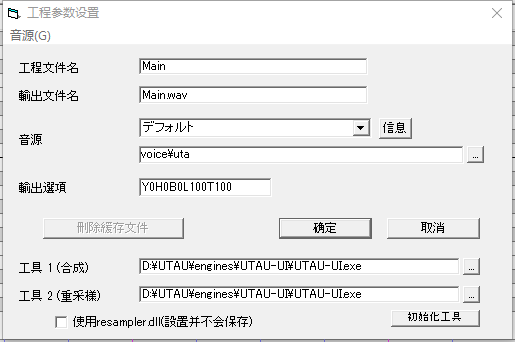 工程参数设置
音源(G)
工程文件名
Main
輸出文件名
Main.wav
音源
デフォルト
信息
voice¥uta
...
輸出選項
Y0H0B0L100T100
刪除緩存文件
确定
取消
工具 1 (合成)
D:¥UTAU¥engines¥UTAU-UI¥UTAU-UI.exe
...
工具 2 (重采樣)
D:¥UTAU¥engines¥UTAU-UI¥UTAU-UI.exe
...
使用resampler.dll(設置并不会保存)
初始化工具